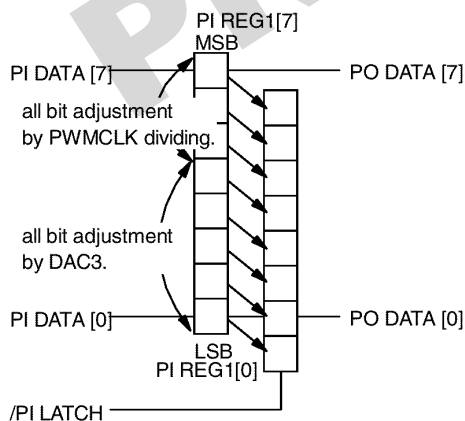 PI REG1[7]
MSB
PI DATA [7]
PO DATA [7]
all bit adjustment
by PWMCLK dividing.
all bit adjustment
by DAC3.
PI DATA [0]
PO DATA [0]
LSB
PI REG1[0]
/PI LATCH